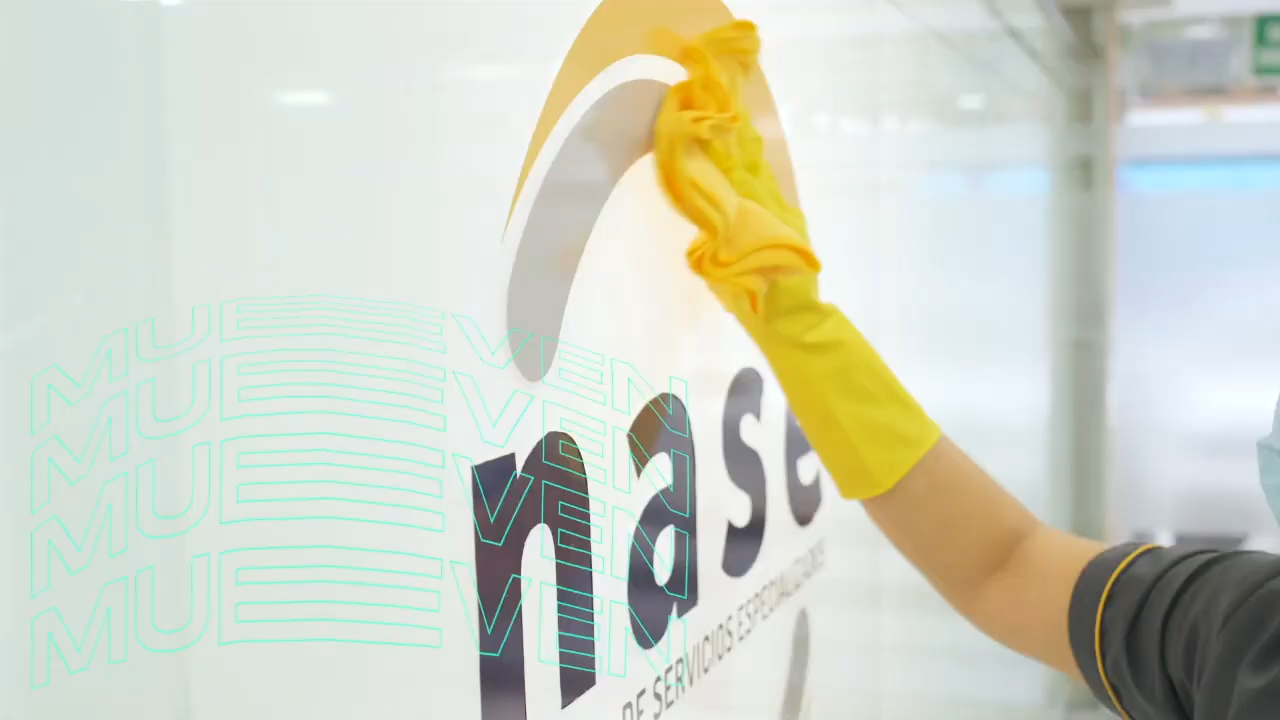 MUEVEN
MUEVEN
MUEVEN
MUEVEN
nase
DE SERVICIOS ESPECIALIZADOS